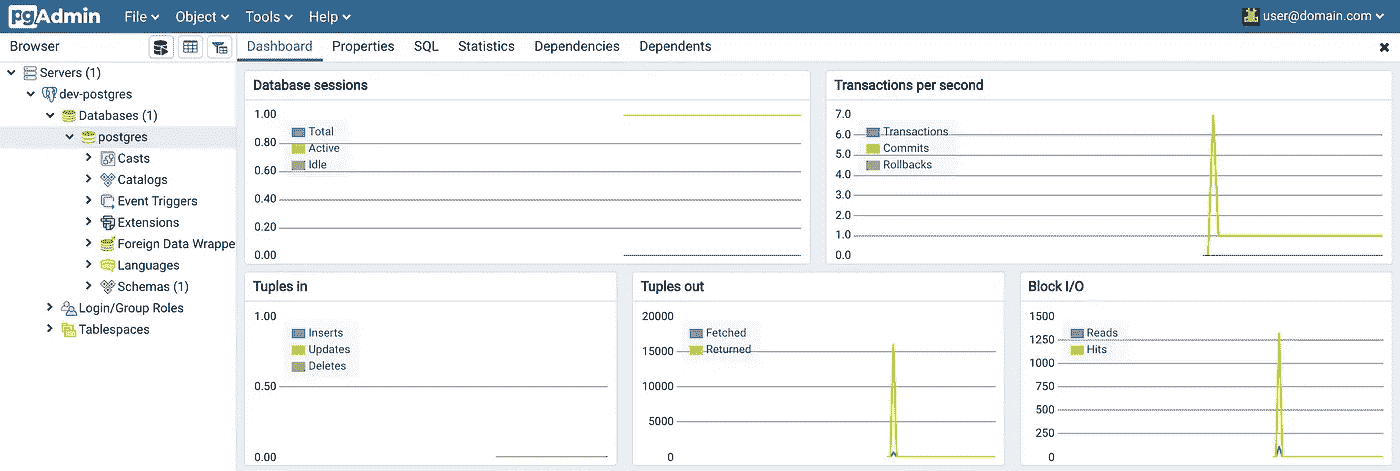 pgAdmin File Object Tools Help user@domain.com
Browser Dashboard Properties SQL Statistics Dependencies Dependents
Servers (1)
dev-postgres
Databases (1)
postgres
Casts
Catalogs
Event Triggers
Extensions
Foreign Data Wrappe
Languages
Schemas (1)
Login/Group Roles
Tablespaces
Database sessions
1.00
0.80
0.60
0.40
0.20
0.00
Total
Active
Idle
Transactions per second
7.0
6.0
5.0
4.0
3.0
2.0
1.0
0.0
Transactions
Commits
Rollbacks
Tuples in
1.00
0.50
0.00
Inserts
Updates
Deletes
Tuples out
20000
15000
10000
5000
0
Fetched
Returned
Block I/O
1500
1250
1000
750
500
250
0
Reads
Hits